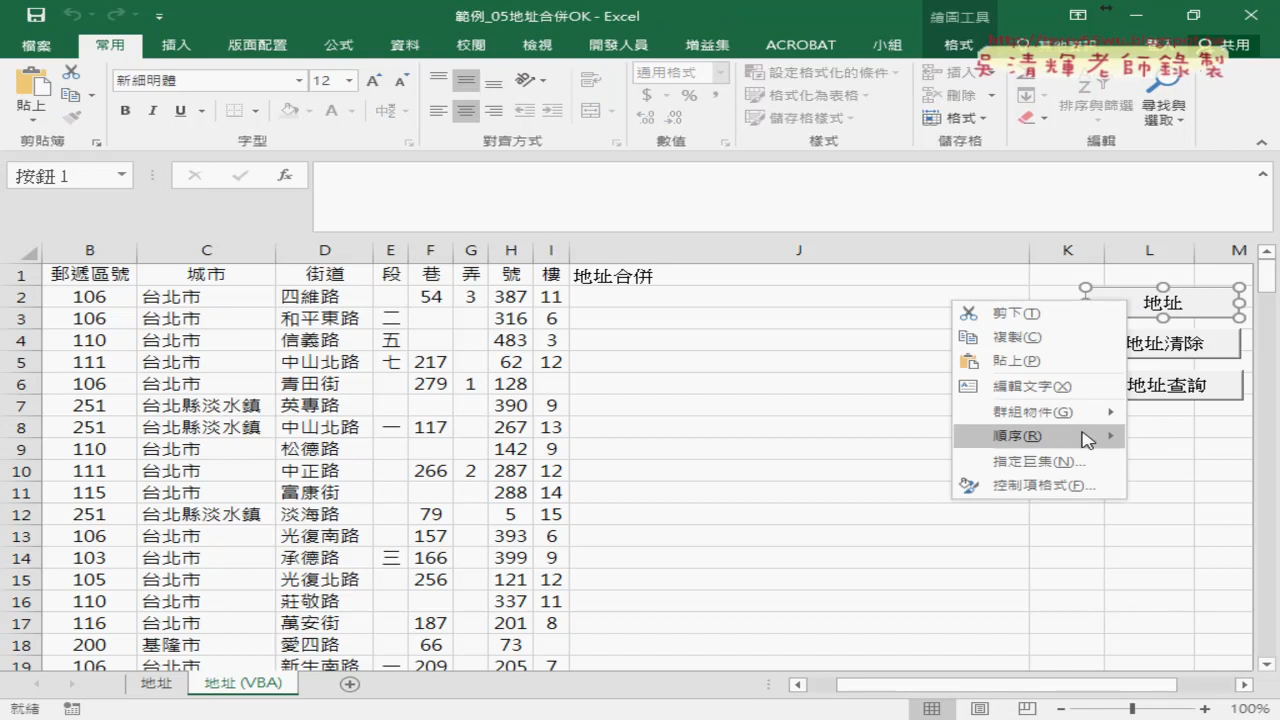 範例_05地址合併OK - Excel
繪圖工具
檔案 常用 插入 版面配置 公式 資料 校閱 檢視 開發人員 增益集 ACROBAT 小組 格式 共用
吳清輝老師錄製
新細明體 12 通用格式 設定格式化的條件 插入
貼上 B I U 中 $ % , 格式化為表格 刪除 排序與篩選 尋找與選取
儲存格樣式 格式
剪貼簿 字型 對齊方式 數值 樣式 儲存格 編輯
按鈕 1 fx
B C D E F G H I J K L M
1 郵遞區號 城市 街道 段 巷 弄 號 樓 地址合併
2 106 台北市 四維路 54 3 387 11
3 106 台北市 和平東路 二 316 6
4 110 台北市 信義路 五 483 3
5 111 台北市 中山北路 七 217 62 12
6 106 台北市 青田街 279 1 128
7 251 台北縣淡水鎮 英專路 390 9
8 251 台北縣淡水鎮 中山北路 一 117 267 13
9 110 台北市 松德路 142 9
10 111 台北市 中正路 266 2 287 12
11 115 台北市 富康街 288 14
12 251 台北縣淡水鎮 淡海路 79 5 15
13 106 台北市 光復南路 157 393 6
14 103 台北市 承德路 三 166 399 9
15 105 台北市 光復北路 256 121 12
16 110 台北市 莊敬路 337 11
17 116 台北市 萬安街 187 201 8
18 200 基隆市 愛四路 66 73
19 106 台北市 新生南路 一 209 205 7
地址
地址清除
地址查詢
剪下(T)
複製(C)
貼上(P)
編輯文字(X)
群組物件(G)
順序(R)
指定巨集(N)...
控制項格式(F)...
地址 地址 (VBA)
就緒 100%